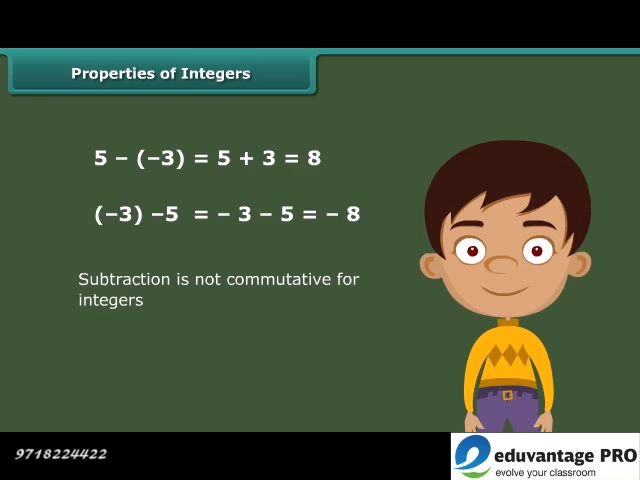 Properties of Integers
5 – (–3) = 5 + 3 = 8
(–3) –5 = – 3 – 5 = – 8
Subtraction is not commutative for
integers
9718224422
eduvantage PRO
evolve your classroom